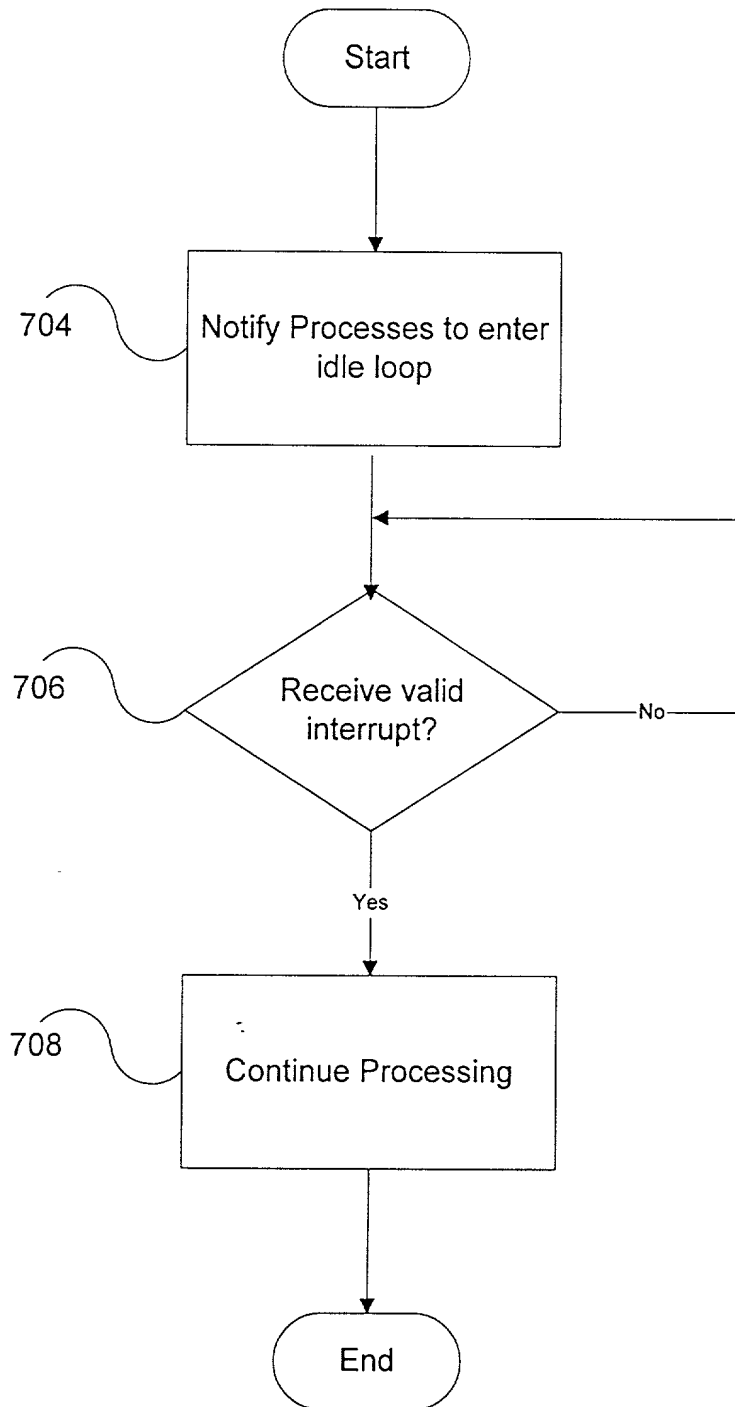 Start
704
Notify Processes to enter
idle loop
706
Receive valid
interrupt?
No
Yes
708
Continue Processing
End